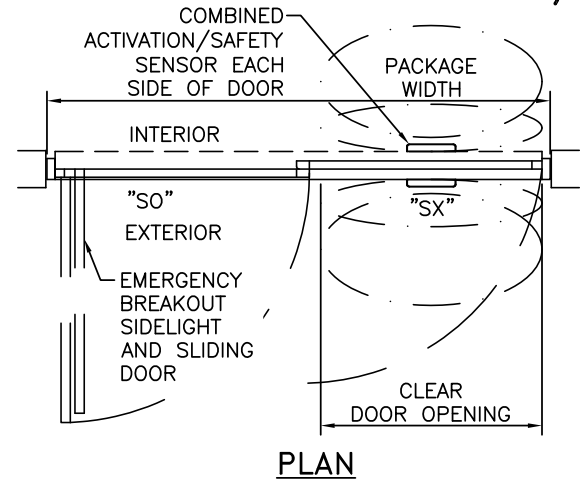 COMBINED
ACTIVATION/SAFETY
SENSOR EACH
SIDE OF DOOR
PACKAGE
WIDTH
INTERIOR
"SO"
"SX"
EXTERIOR
EMERGENCY
BREAKOUT
SIDELIGHT
AND SLIDING
DOOR
CLEAR
DOOR OPENING
PLAN